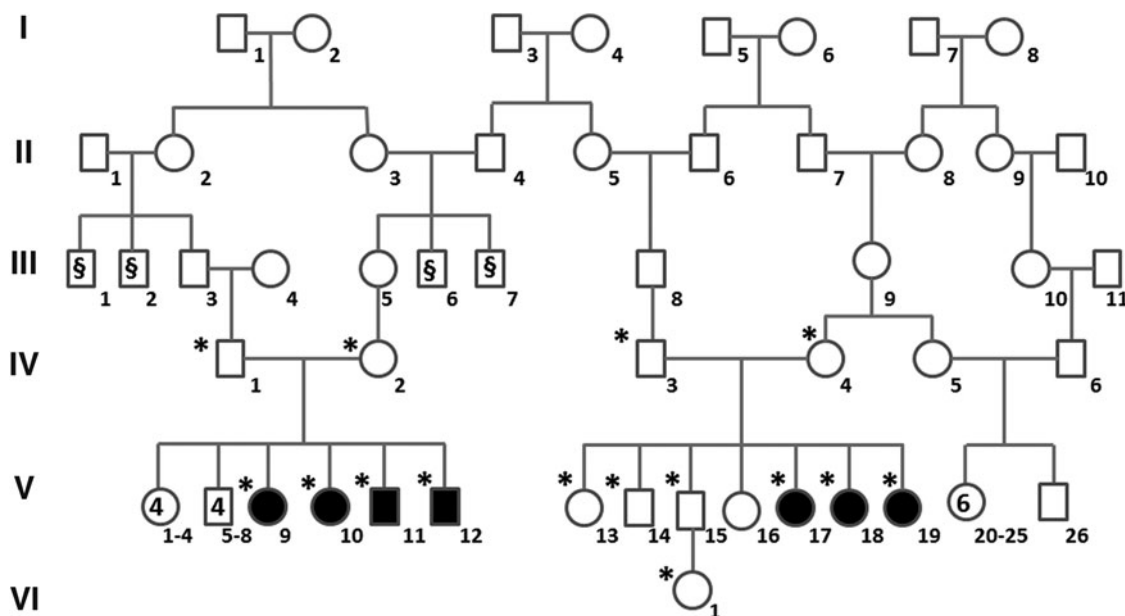 I
1 2 3 4 5 6 7 8
II
1 2 3 4 5 6 7 8 9 10
III
§ § § §
1 2 3 4 5 6 7 8 9 10 11
* * * *
IV
1 2 3 4 5 6
* * * * * * * * * *
V
4 4 6
1-4 5-8 9 10 11 12 13 14 15 16 17 18 19 20-25 26
*
VI
1